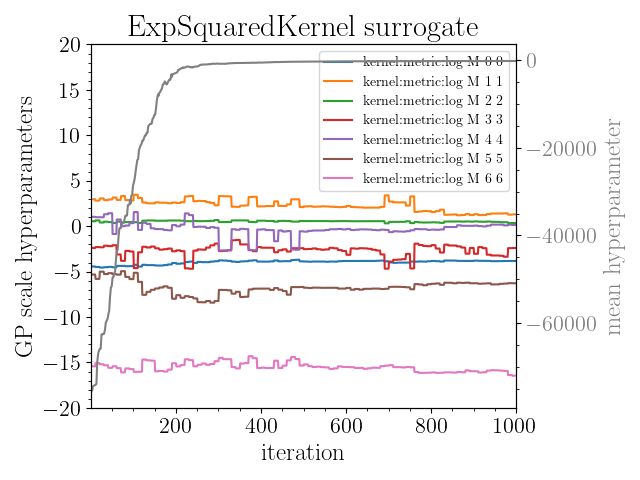 ExpSquaredKernel surrogate
20
15
10
5
0
−5
−10
−15
−20
GP scale hyperparameters
kernel:metric:log M 0 0
kernel:metric:log M 1 1
kernel:metric:log M 2 2
kernel:metric:log M 3 3
kernel:metric:log M 4 4
kernel:metric:log M 5 5
kernel:metric:log M 6 6
0
−20000
−40000
−60000
mean hyperparameter
200 400 600 800 1000
iteration